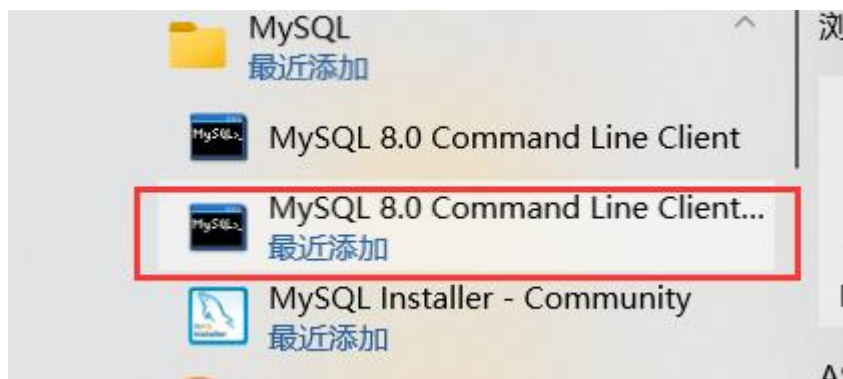 MySQL
最近添加
MySQL 8.0 Command Line Client
MySQL 8.0 Command Line Client...
最近添加
MySQL Installer - Community
最近添加
浏